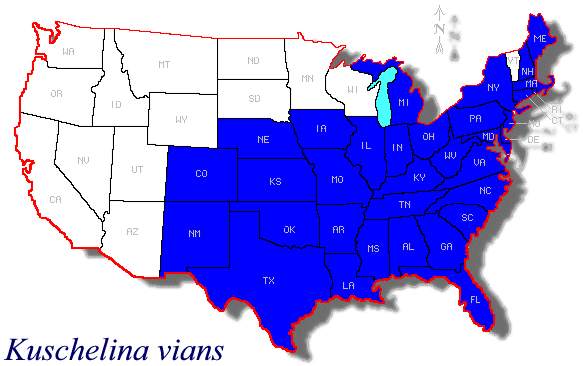 N
WA
MT
ND
MN
ME
VT
NH
OR
ID
SD
WI
MI
NY
MA
WY
IA
PA
RI
CT
NJ
NE
IL
IN
OH
MD
DE
NV
UT
CO
KS
MO
WV
VA
KY
CA
NC
TN
AZ
NM
OK
AR
SC
MS
AL
GA
TX
LA
FL
Kuschelina vians